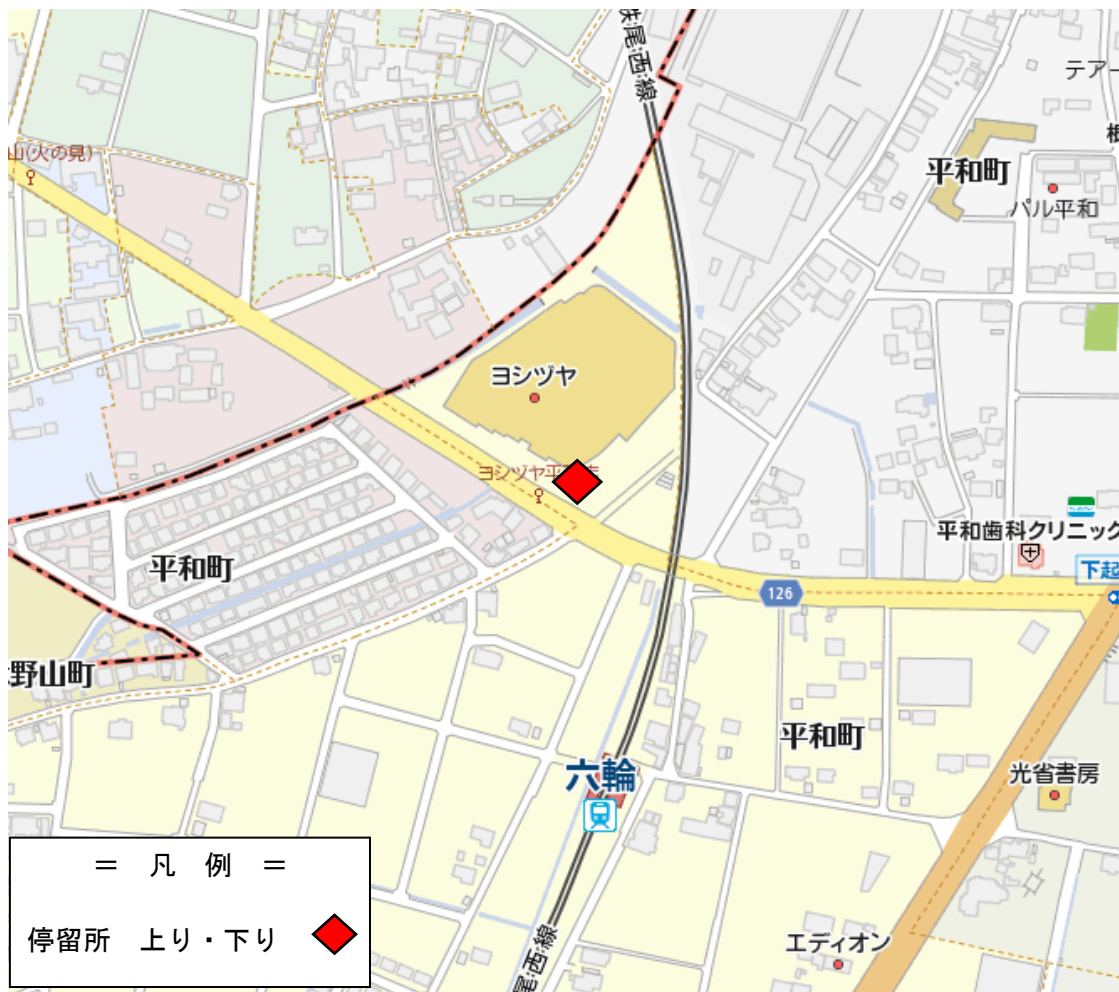 鉄尾西線
テアー
山(火の見)
平和町
パル平和
ヨシヅヤ
ヨシヅヤ平
平和歯科クリニック
平和町
126
下起
野山町
平和町
六輪
光省書房
＝ 凡 例 ＝
停留所 上り・下り
エディオン
尾西線